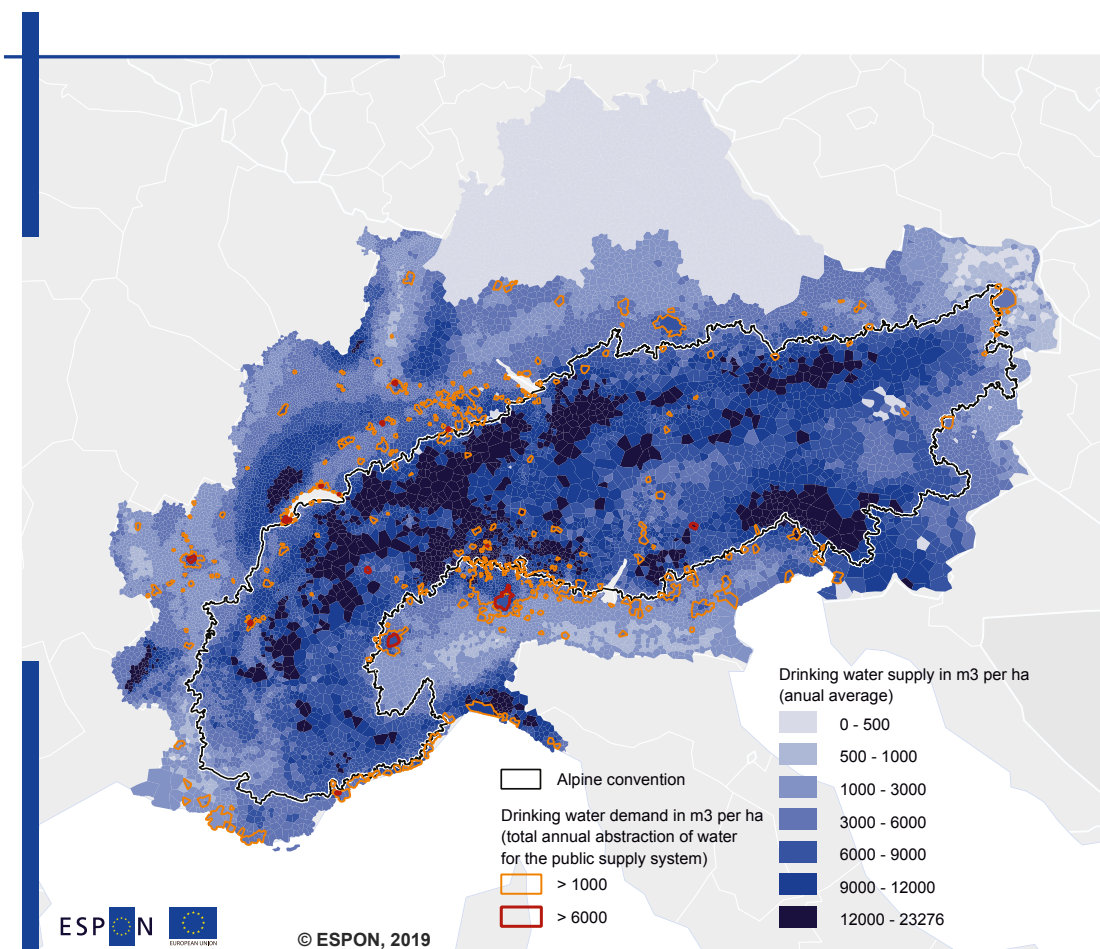 Drinking water supply in m3 per ha
(anual average)
0 - 500
500 - 1000
1000 - 3000
3000 - 6000
6000 - 9000
9000 - 12000
12000 - 23276
Alpine convention
Drinking water demand in m3 per ha
(total annual abstraction of water
for the public supply system)
> 1000
> 6000
ESPON
EUROPEAN UNION
© ESPON, 2019